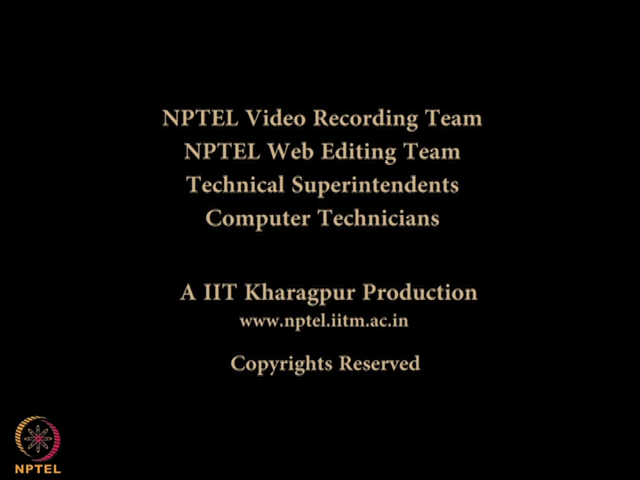 NPTEL Video Recording Team
NPTEL Web Editing Team
Technical Superintendents
Computer Technicians
A IIT Kharagpur Production
www.nptel.iitm.ac.in
Copyrights Reserved
NPTEL